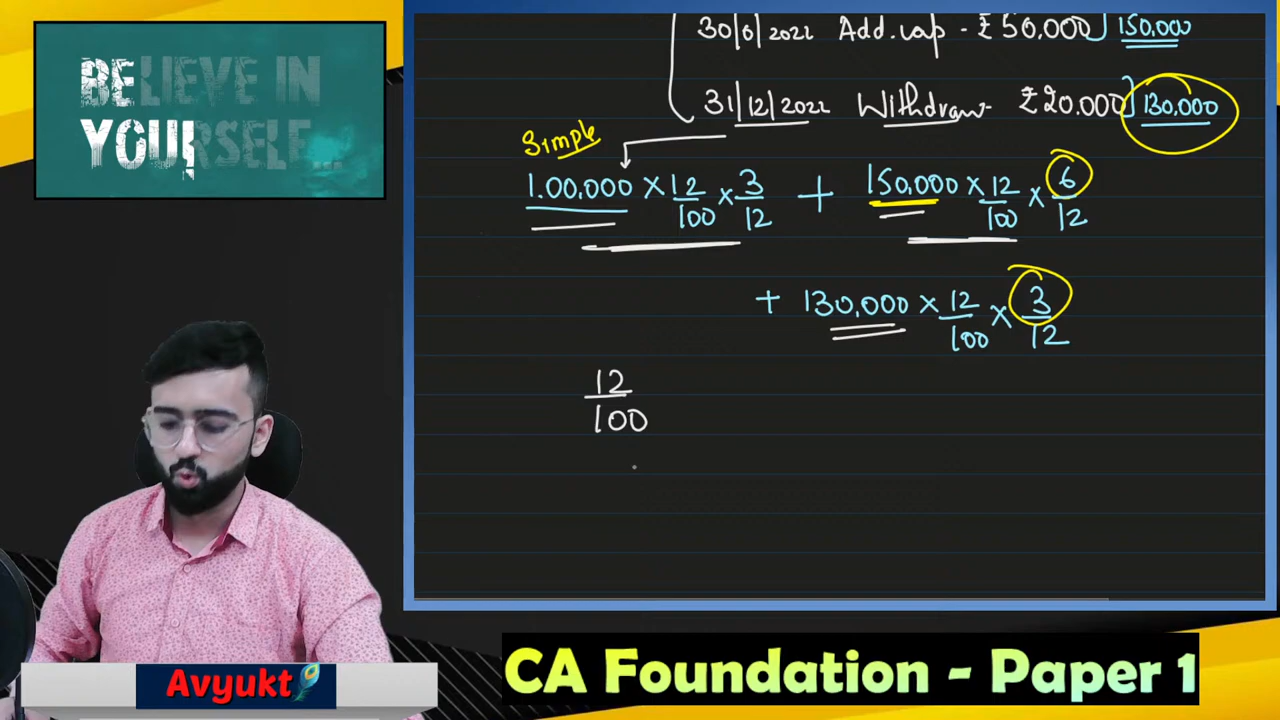 BELIEVE IN
YOURSELF...
30/6/2022 Add. cap - ₹50,000] 150,000
31/12/2022 Withdraw- ₹20,000] 130,000
Simple
1,00,000 × 12/100 × 3/12 + 150,000 × 12/100 × 6/12
+ 130,000 × 12/100 × 3/12
12/100
Avyukt
CA Foundation - Paper 1